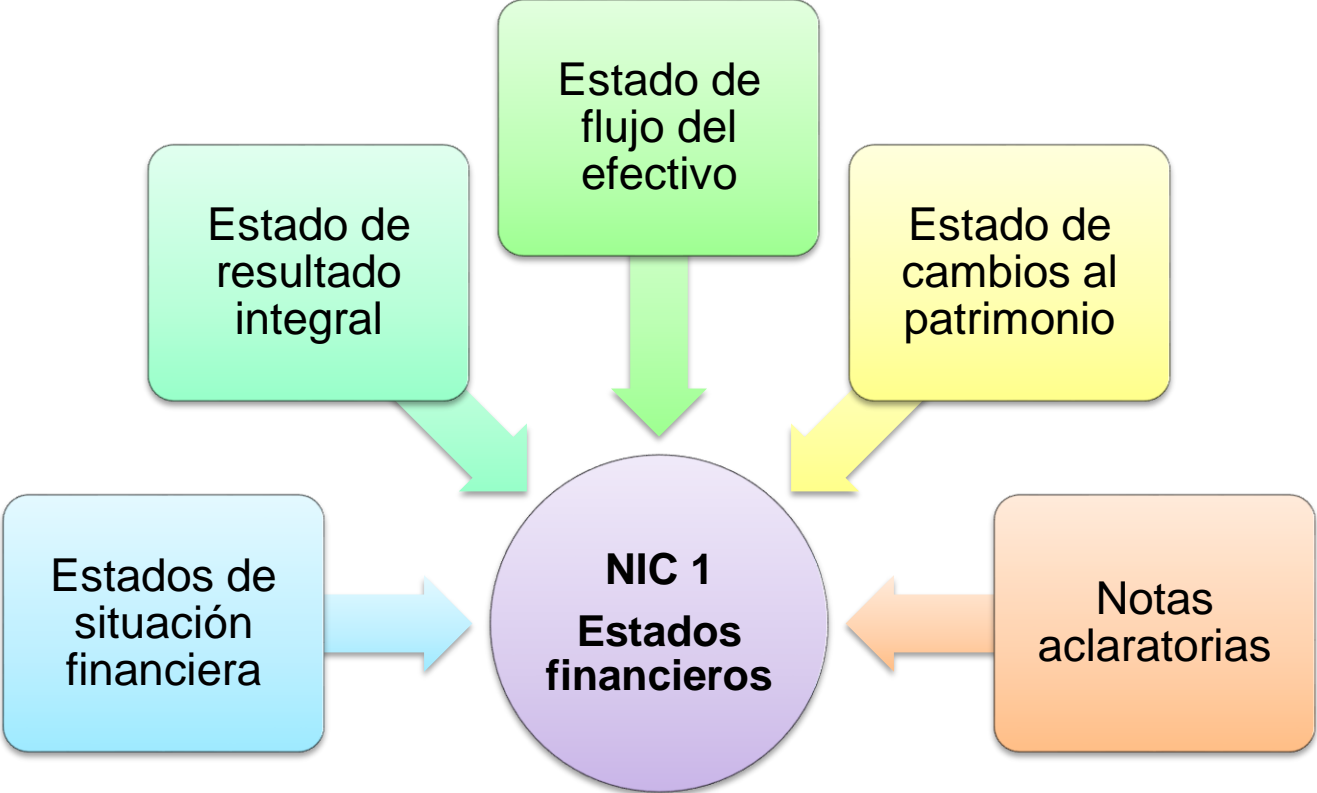 Estado de
flujo del
efectivo
Estado de
resultado
integral
Estado de
cambios al
patrimonio
Estados de
situación
financiera
NIC 1
Estados
financieros
Notas
aclaratorias